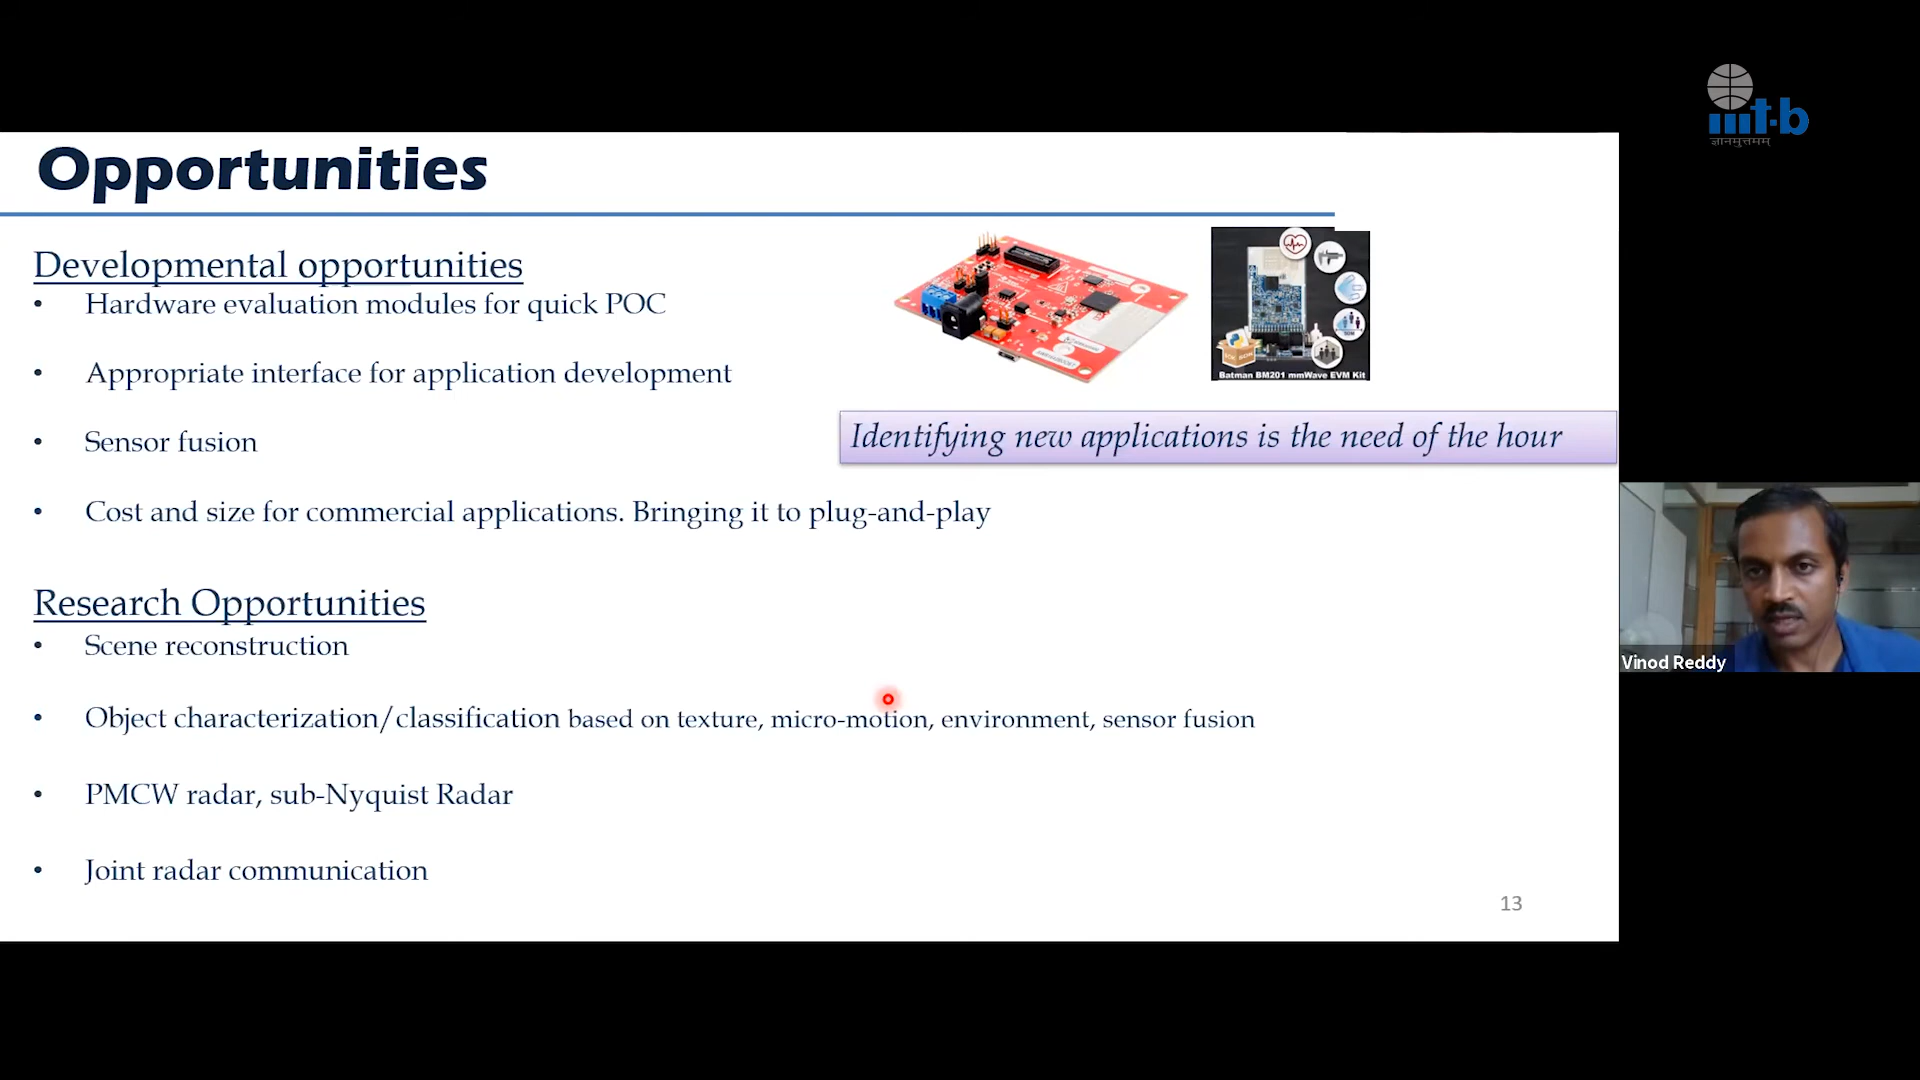 Opportunities
Developmental opportunities
• Hardware evaluation modules for quick POC
• Appropriate interface for application development
• Sensor fusion
• Cost and size for commercial applications. Bringing it to plug-and-play
Batman BM201 mmWave EVM Kit
Identifying new applications is the need of the hour
Research Opportunities
• Scene reconstruction
• Object characterization/classification based on texture, micro-motion, environment, sensor fusion
• PMCW radar, sub-Nyquist Radar
• Joint radar communication
13
iiit-b
ज्ञानमुत्तमम्
Vinod Reddy